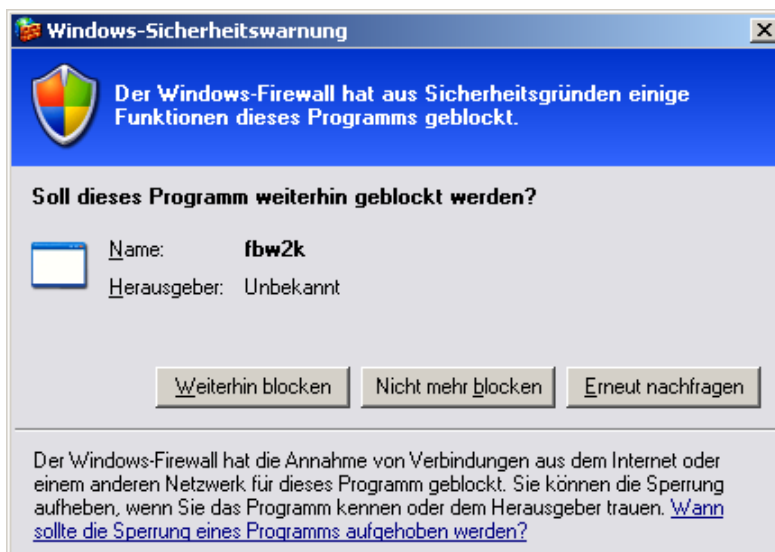 Windows-Sicherheitswarnung
Der Windows-Firewall hat aus Sicherheitsgründen einige
Funktionen dieses Programms geblockt.
Soll dieses Programm weiterhin geblockt werden?
Name: fbw2k
Herausgeber: Unbekannt
Weiterhin blocken Nicht mehr blocken Erneut nachfragen
Der Windows-Firewall hat die Annahme von Verbindungen aus dem Internet oder
einem anderen Netzwerk für dieses Programm geblockt. Sie können die Sperrung
aufheben, wenn Sie das Programm kennen oder dem Herausgeber trauen. Wann
sollte die Sperrung eines Programms aufgehoben werden?